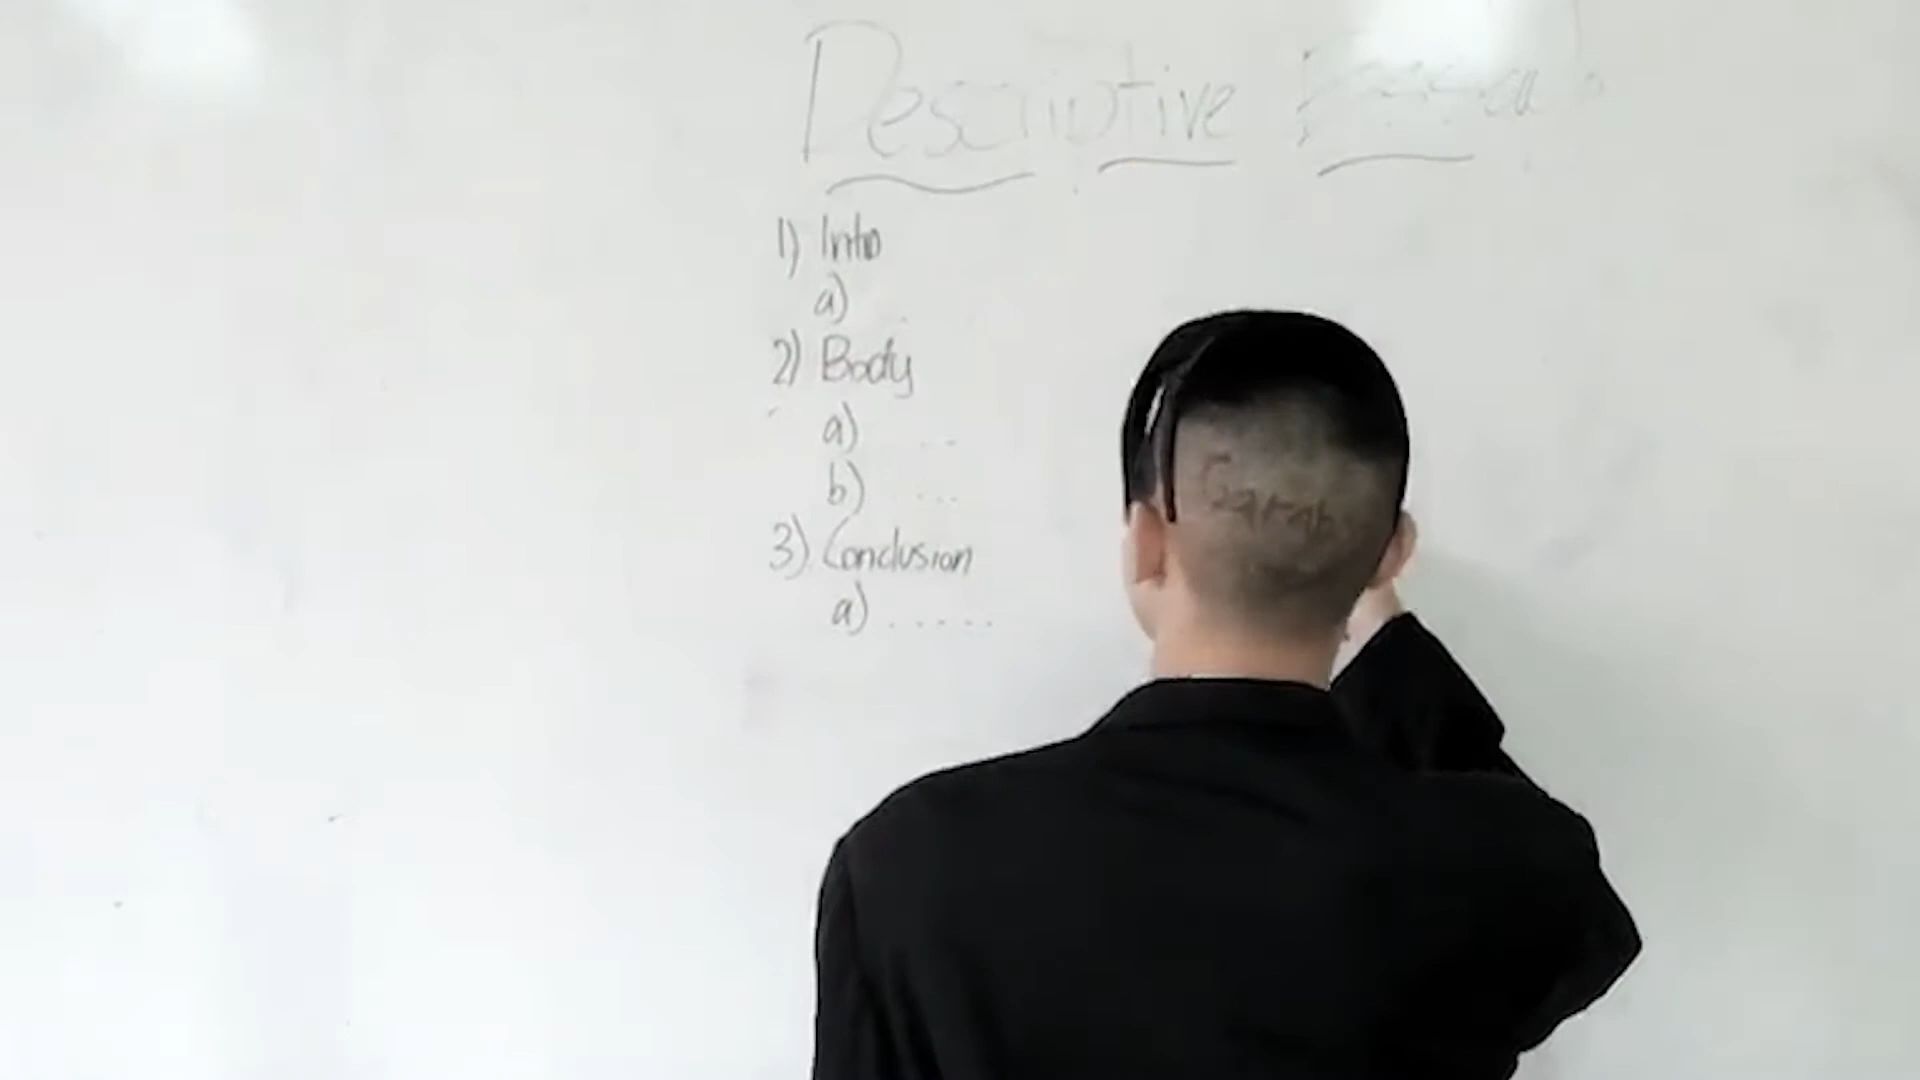 Descriptive
1) Intro
a)
2) Body
a) ...
b) ...
3) Conclusion
a) .....